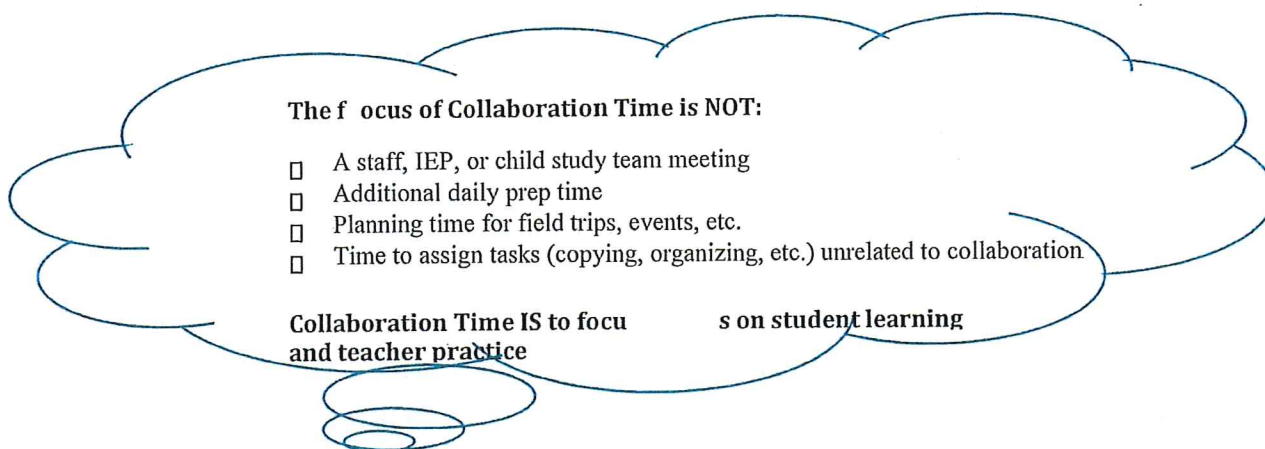 The f ocus of Collaboration Time is NOT:
▯ A staff, IEP, or child study team meeting
▯ Additional daily prep time
▯ Planning time for field trips, events, etc.
▯ Time to assign tasks (copying, organizing, etc.) unrelated to collaboration
Collaboration Time IS to focu s on student learning
and teacher practice